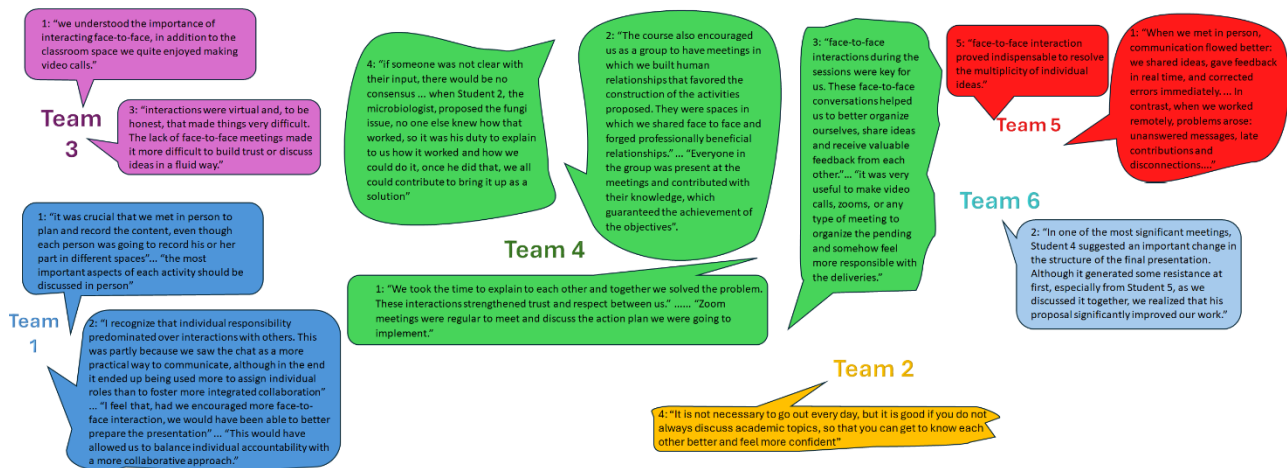 1: “we understood the importance of
interacting face-to-face, in addition to the
classroom space we quite enjoyed making
video calls.”
Team
3
3: “interactions were virtual and, to be
honest, that made things very difficult.
The lack of face-to-face meetings made
it more difficult to build trust or discuss
ideas in a fluid way.”
1: “it was crucial that we met in person to
plan and record the content, even though
each person was going to record his or her
part in different spaces”... “the most
important aspects of each activity should be
discussed in person”
Team
1
2: “I recognize that individual responsibility
predominated over interactions with others. This
was partly because we saw the chat as a more
practical way to communicate, although in the end
it ended up being used more to assign individual
roles than to foster more integrated collaboration”
... “I feel that, had we encouraged more face-to-
face interaction, we would have been able to better
prepare the presentation” ... “This would have
allowed us to balance individual accountability with
a more collaborative approach.”
4: “if someone was not clear with
their input, there would be no
consensus ... when Student 2, the
microbiologist, proposed the fungi
issue, no one else knew how that
worked, so it was his duty to explain
to us how it worked and how we
could do it, once he did that, we all
could contribute to bring it up as a
solution”
2: “The course also encouraged
us as a group to have meetings in
which we built human
relationships that favored the
construction of the activities
proposed. They were spaces in
which we shared face to face and
forged professionally beneficial
relationships.” ... “Everyone in
the group was present at the
meetings and contributed with
their knowledge, which
guaranteed the achievement of
the objectives”.
3: “face-to-face
interactions during the
sessions were key for
us. These face-to-face
conversations helped
us to better organize
ourselves, share ideas
and receive valuable
feedback from each
other.”... “it was very
useful to make video
calls, zooms, or any
type of meeting to
organize the pending
and somehow feel
more responsible with
the deliveries.”
Team 4
1: “We took the time to explain to each other and together we solved the problem.
These interactions strengthened trust and respect between us.” ...... “Zoom
meetings were regular to meet and discuss the action plan we were going to
implement.”
5: “face-to-face interaction
proved indispensable to resolve
the multiplicity of individual
ideas.”
Team 5
1: “When we met in person,
communication flowed better:
we shared ideas, gave feedback
in real time, and corrected
errors immediately.... In
contrast, when we worked
remotely, problems arose:
unanswered messages, late
contributions and
disconnections....”
Team 6
2: “In one of the most significant meetings,
Student 4 suggested an important change in
the structure of the final presentation.
Although it generated some resistance at
first, especially from Student 5, as we
discussed it together, we realized that his
proposal significantly improved our work.”
Team 2
4: “It is not necessary to go out every day, but it is good if you do not
always discuss academic topics, so that you can get to know each
other better and feel more confident”